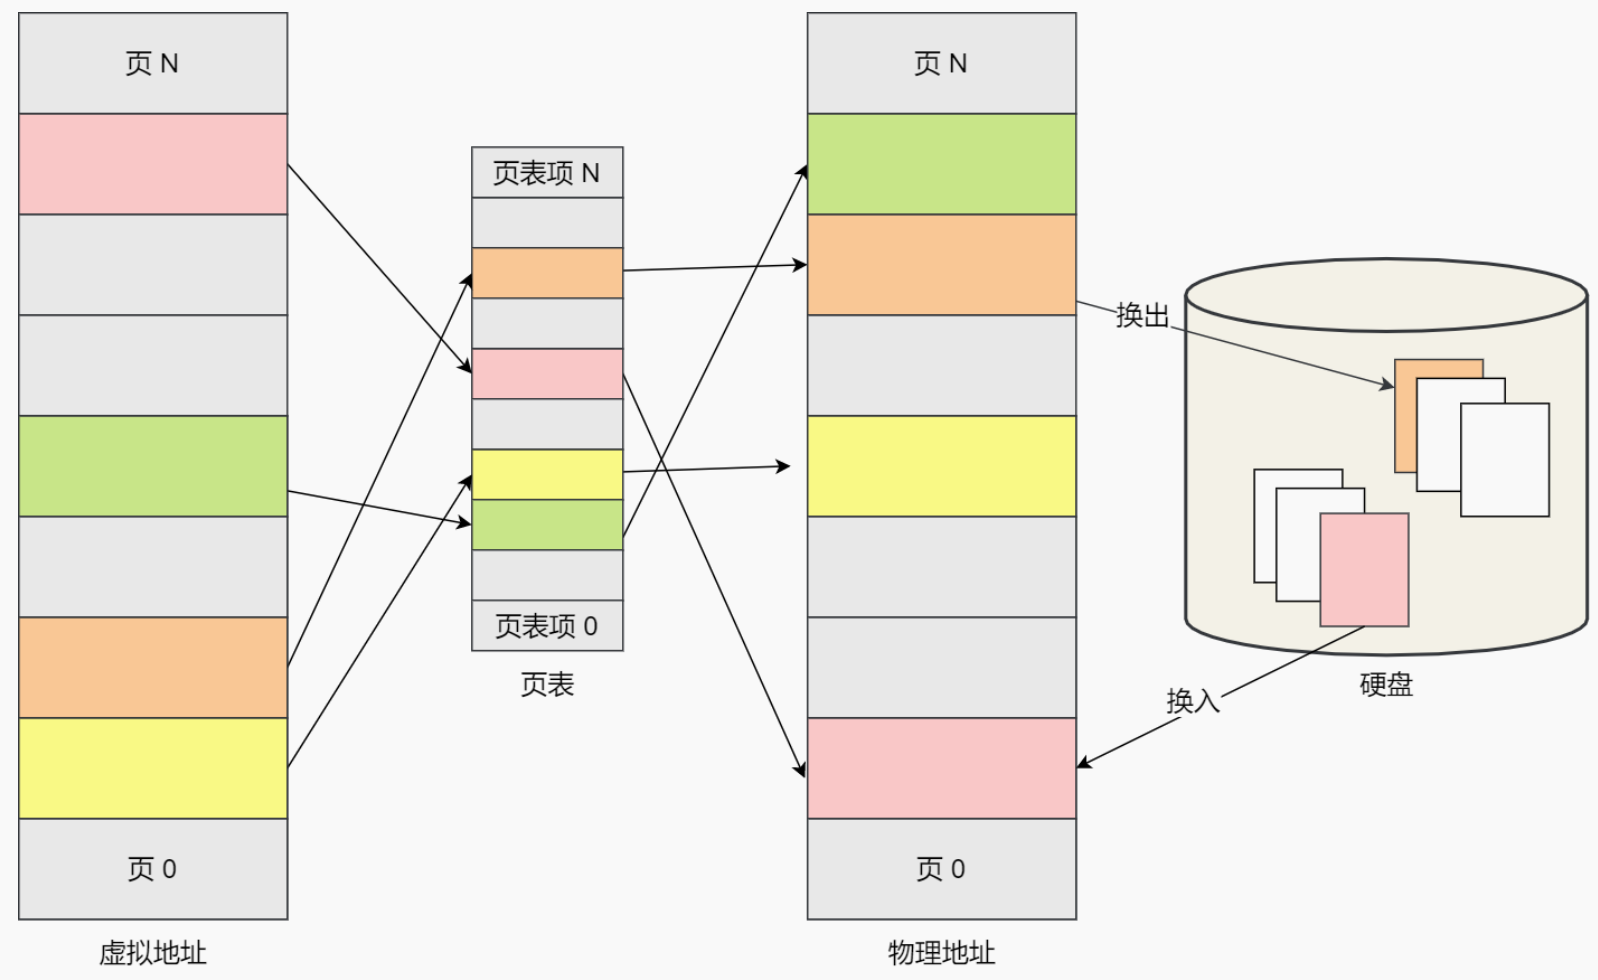 页 N
页 0
虚拟地址
页表项 N
页表项 0
页表
页 N
页 0
物理地址
换出
换入
硬盘